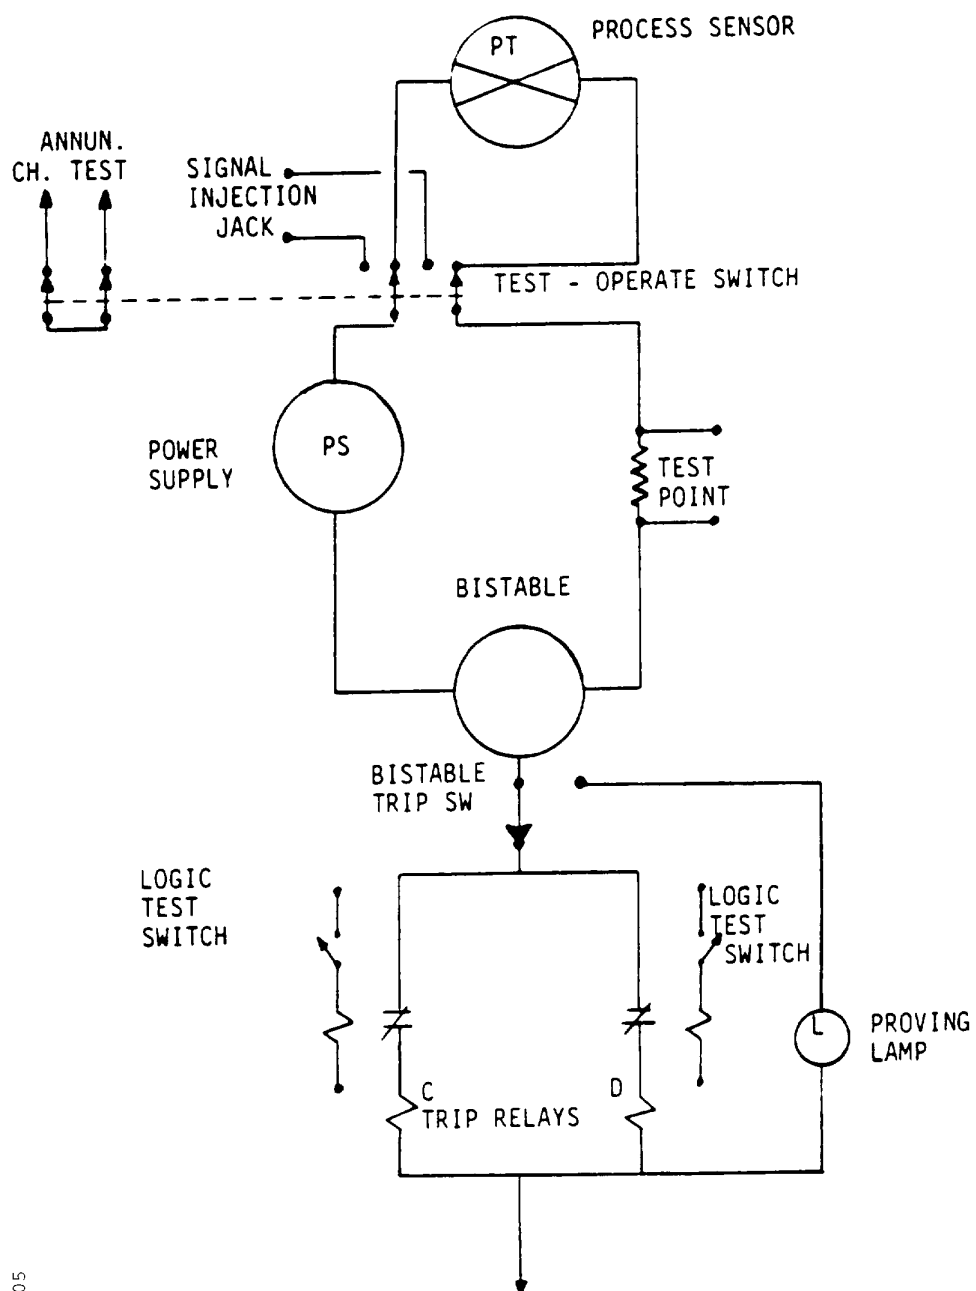 PT
PROCESS SENSOR
ANNUN.
CH. TEST
SIGNAL
INJECTION
JACK
TEST - OPERATE SWITCH
POWER
SUPPLY
PS
TEST
POINT
BISTABLE
BISTABLE
TRIP SW
LOGIC
TEST
SWITCH
LOGIC
TEST
SWITCH
L
PROVING
LAMP
C
D
TRIP RELAYS
05